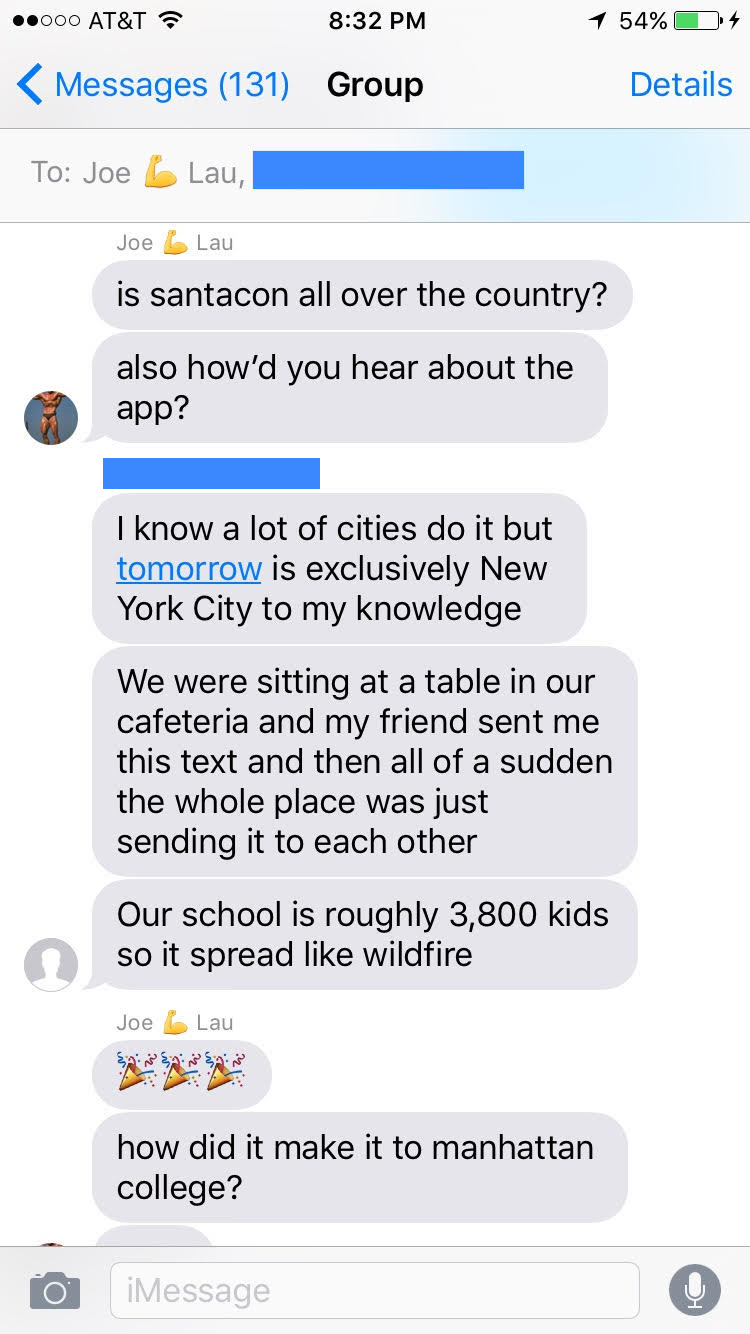 AT&T 8:32 PM 54%
Messages (131) Group Details
To: Joe 💪 Lau,
Joe 💪 Lau
is santacon all over the country?
also how’d you hear about the
app?
I know a lot of cities do it but
tomorrow is exclusively New
York City to my knowledge
We were sitting at a table in our
cafeteria and my friend sent me
this text and then all of a sudden
the whole place was just
sending it to each other
Our school is roughly 3,800 kids
so it spread like wildfire
Joe 💪 Lau
🎉🎉🎉
how did it make it to manhattan
college?
iMessage